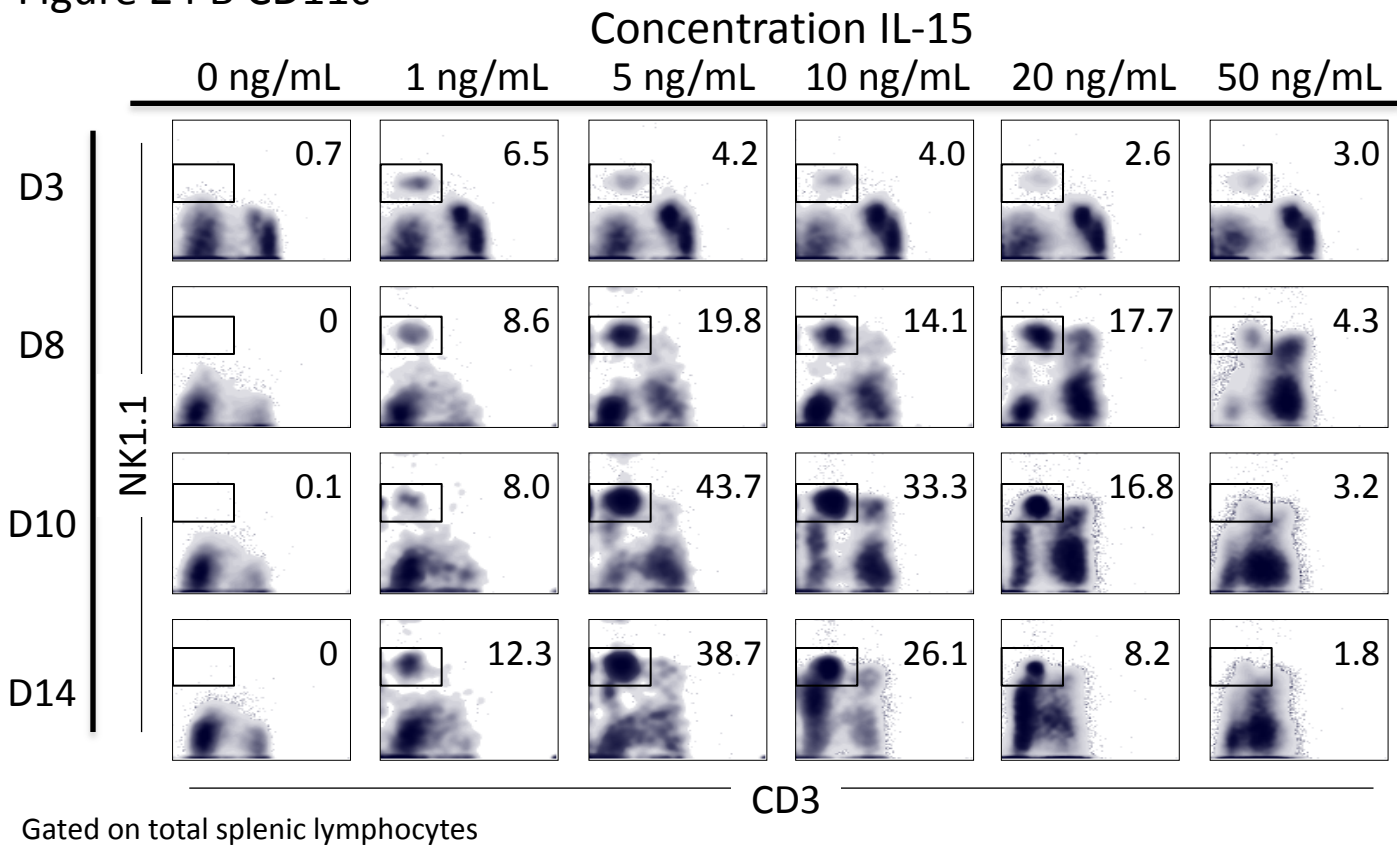 Concentration IL-15
0 ng/mL 1 ng/mL 5 ng/mL 10 ng/mL 20 ng/mL 50 ng/mL
D3 0.7 6.5 4.2 4.0 2.6 3.0
D8 0 8.6 19.8 14.1 17.7 4.3
NK1.1
D10 0.1 8.0 43.7 33.3 16.8 3.2
D14 0 12.3 38.7 26.1 8.2 1.8
CD3
Gated on total splenic lymphocytes